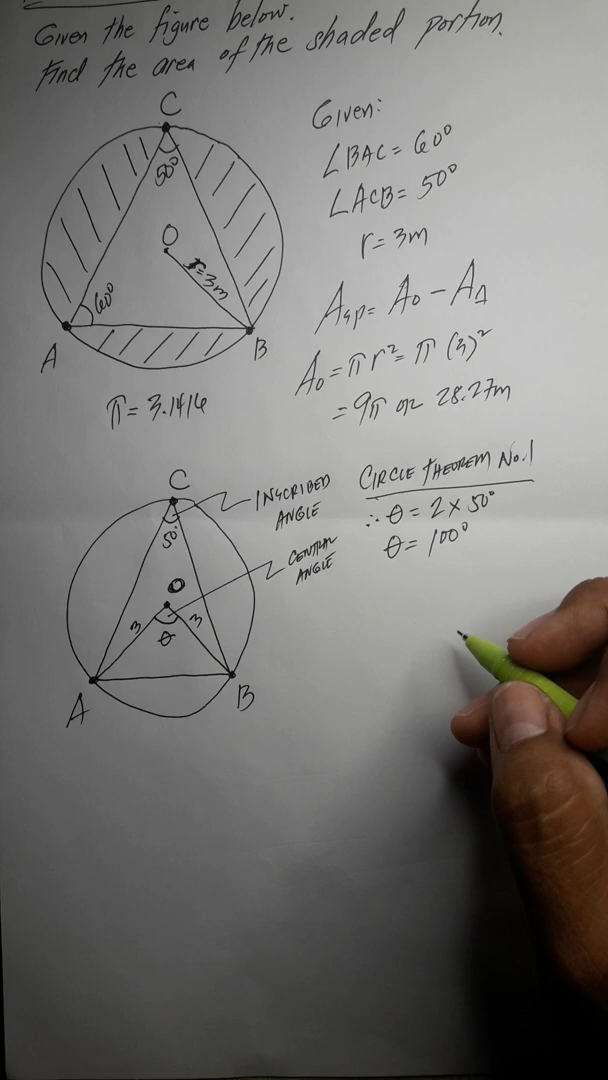 Given the figure below.
Find the area of the shaded portion.
C
50°
O
r=3m
60°
A
B
π = 3.1416
Given:
∠BAC = 60°
∠ACB = 50°
r = 3m
Asp = Ao - AΔ
Ao = πr² = π (3)²
= 9π or 28.27m
C
50°
INSCRIBED
ANGLE
CENTRAL
ANGLE
O
3
θ
3
A
B
CIRCLE THEOREM No.1
∴ θ = 2 x 50°
θ = 100°